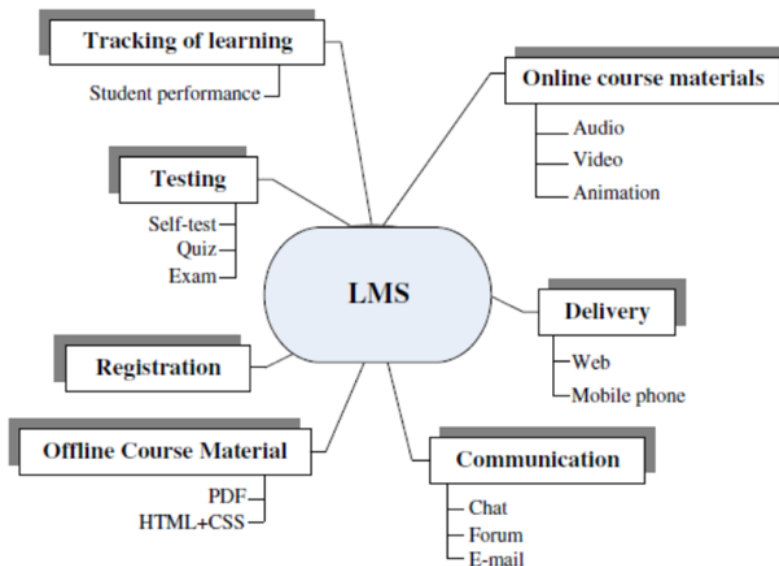 Tracking of learning
Student performance
Online course materials
Audio
Video
Animation
Testing
Self-test
Quiz
Exam
LMS
Delivery
Web
Mobile phone
Registration
Offline Course Material
PDF
HTML+CSS
Communication
Chat
Forum
E-mail